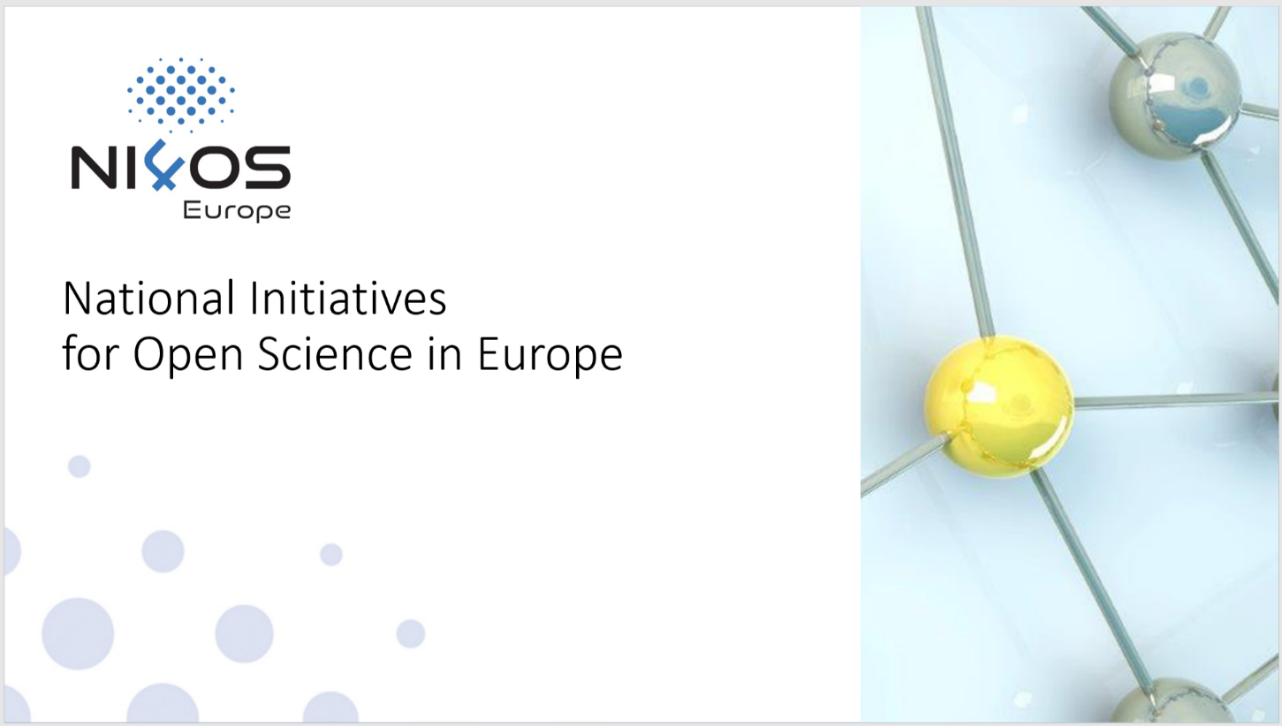 NI4OS
Europe
National Initiatives
for Open Science in Europe